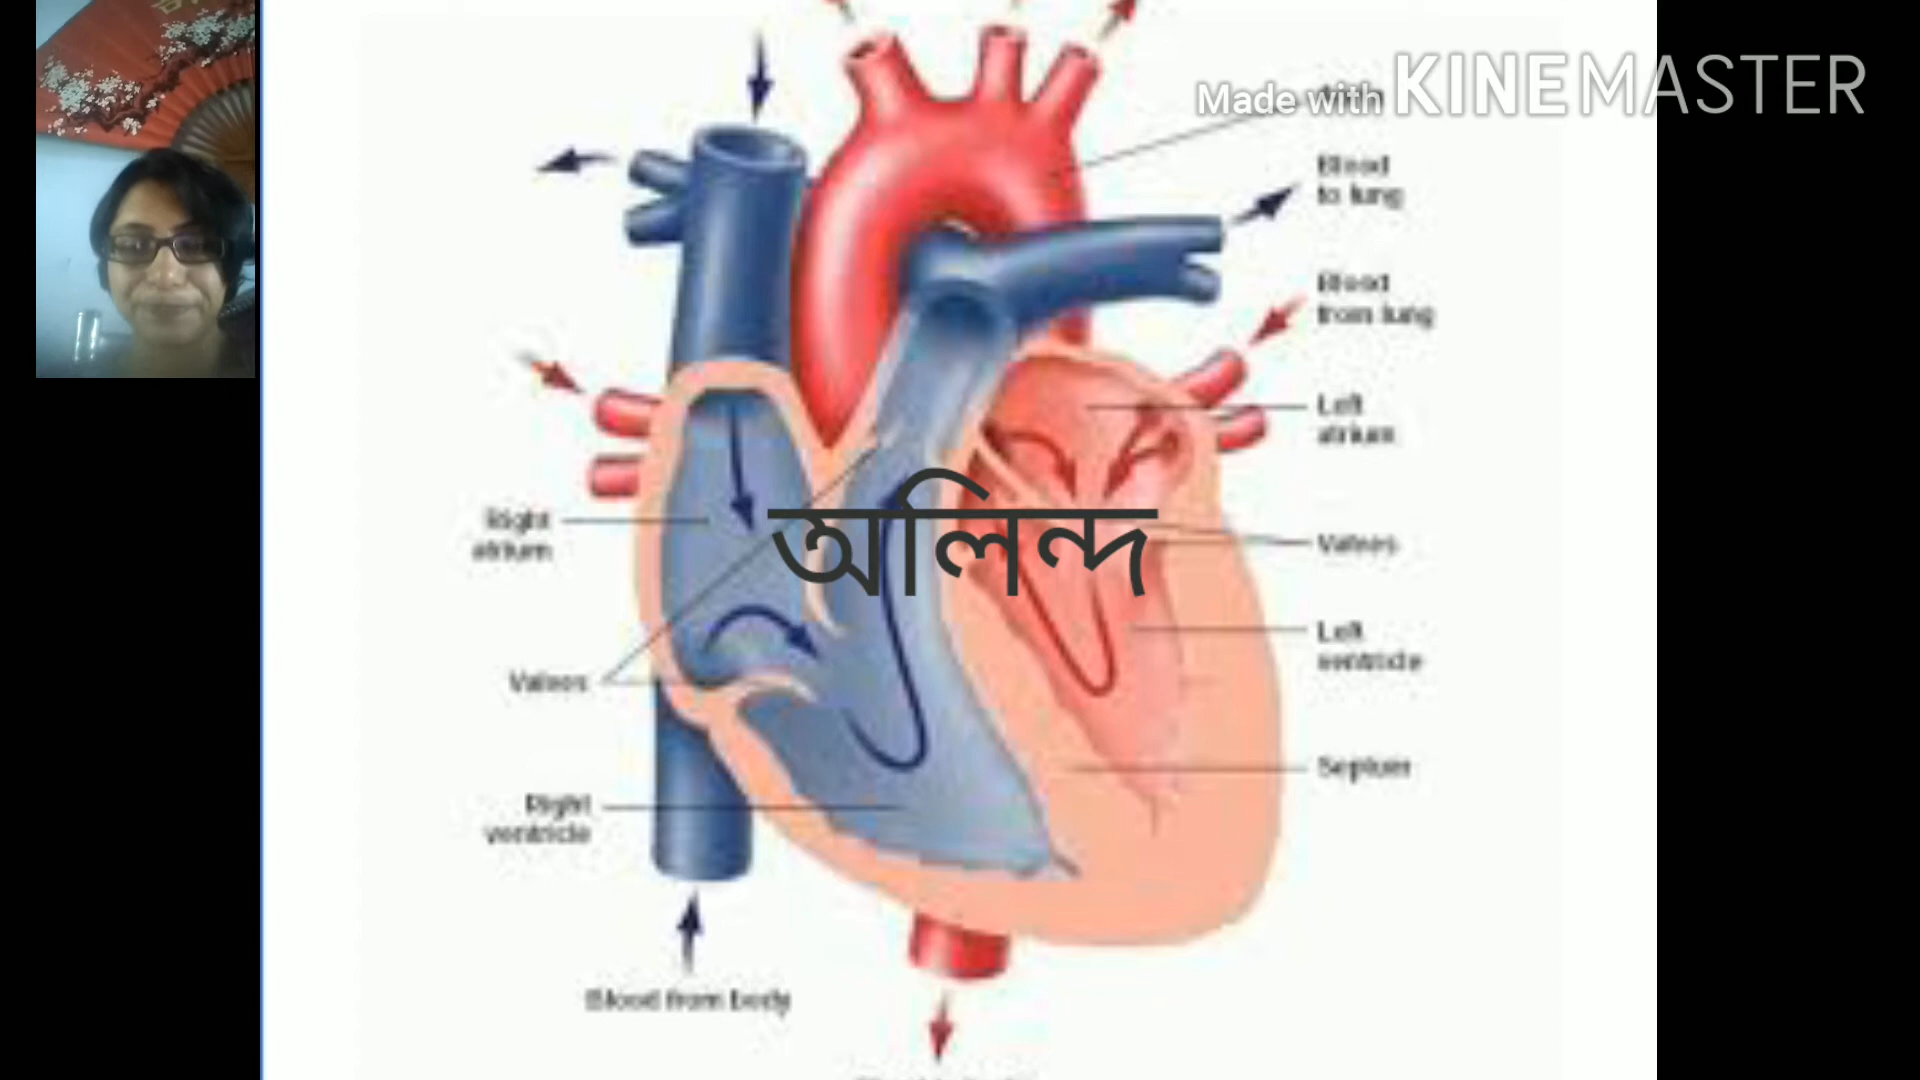 Made with KINEMASTER
Blood
to lung
Blood
from lung
Left
atrium
অলিন্দ
Right
atrium
Valves
Left
ventricle
Valves
Septum
Right
ventricle
Blood from body